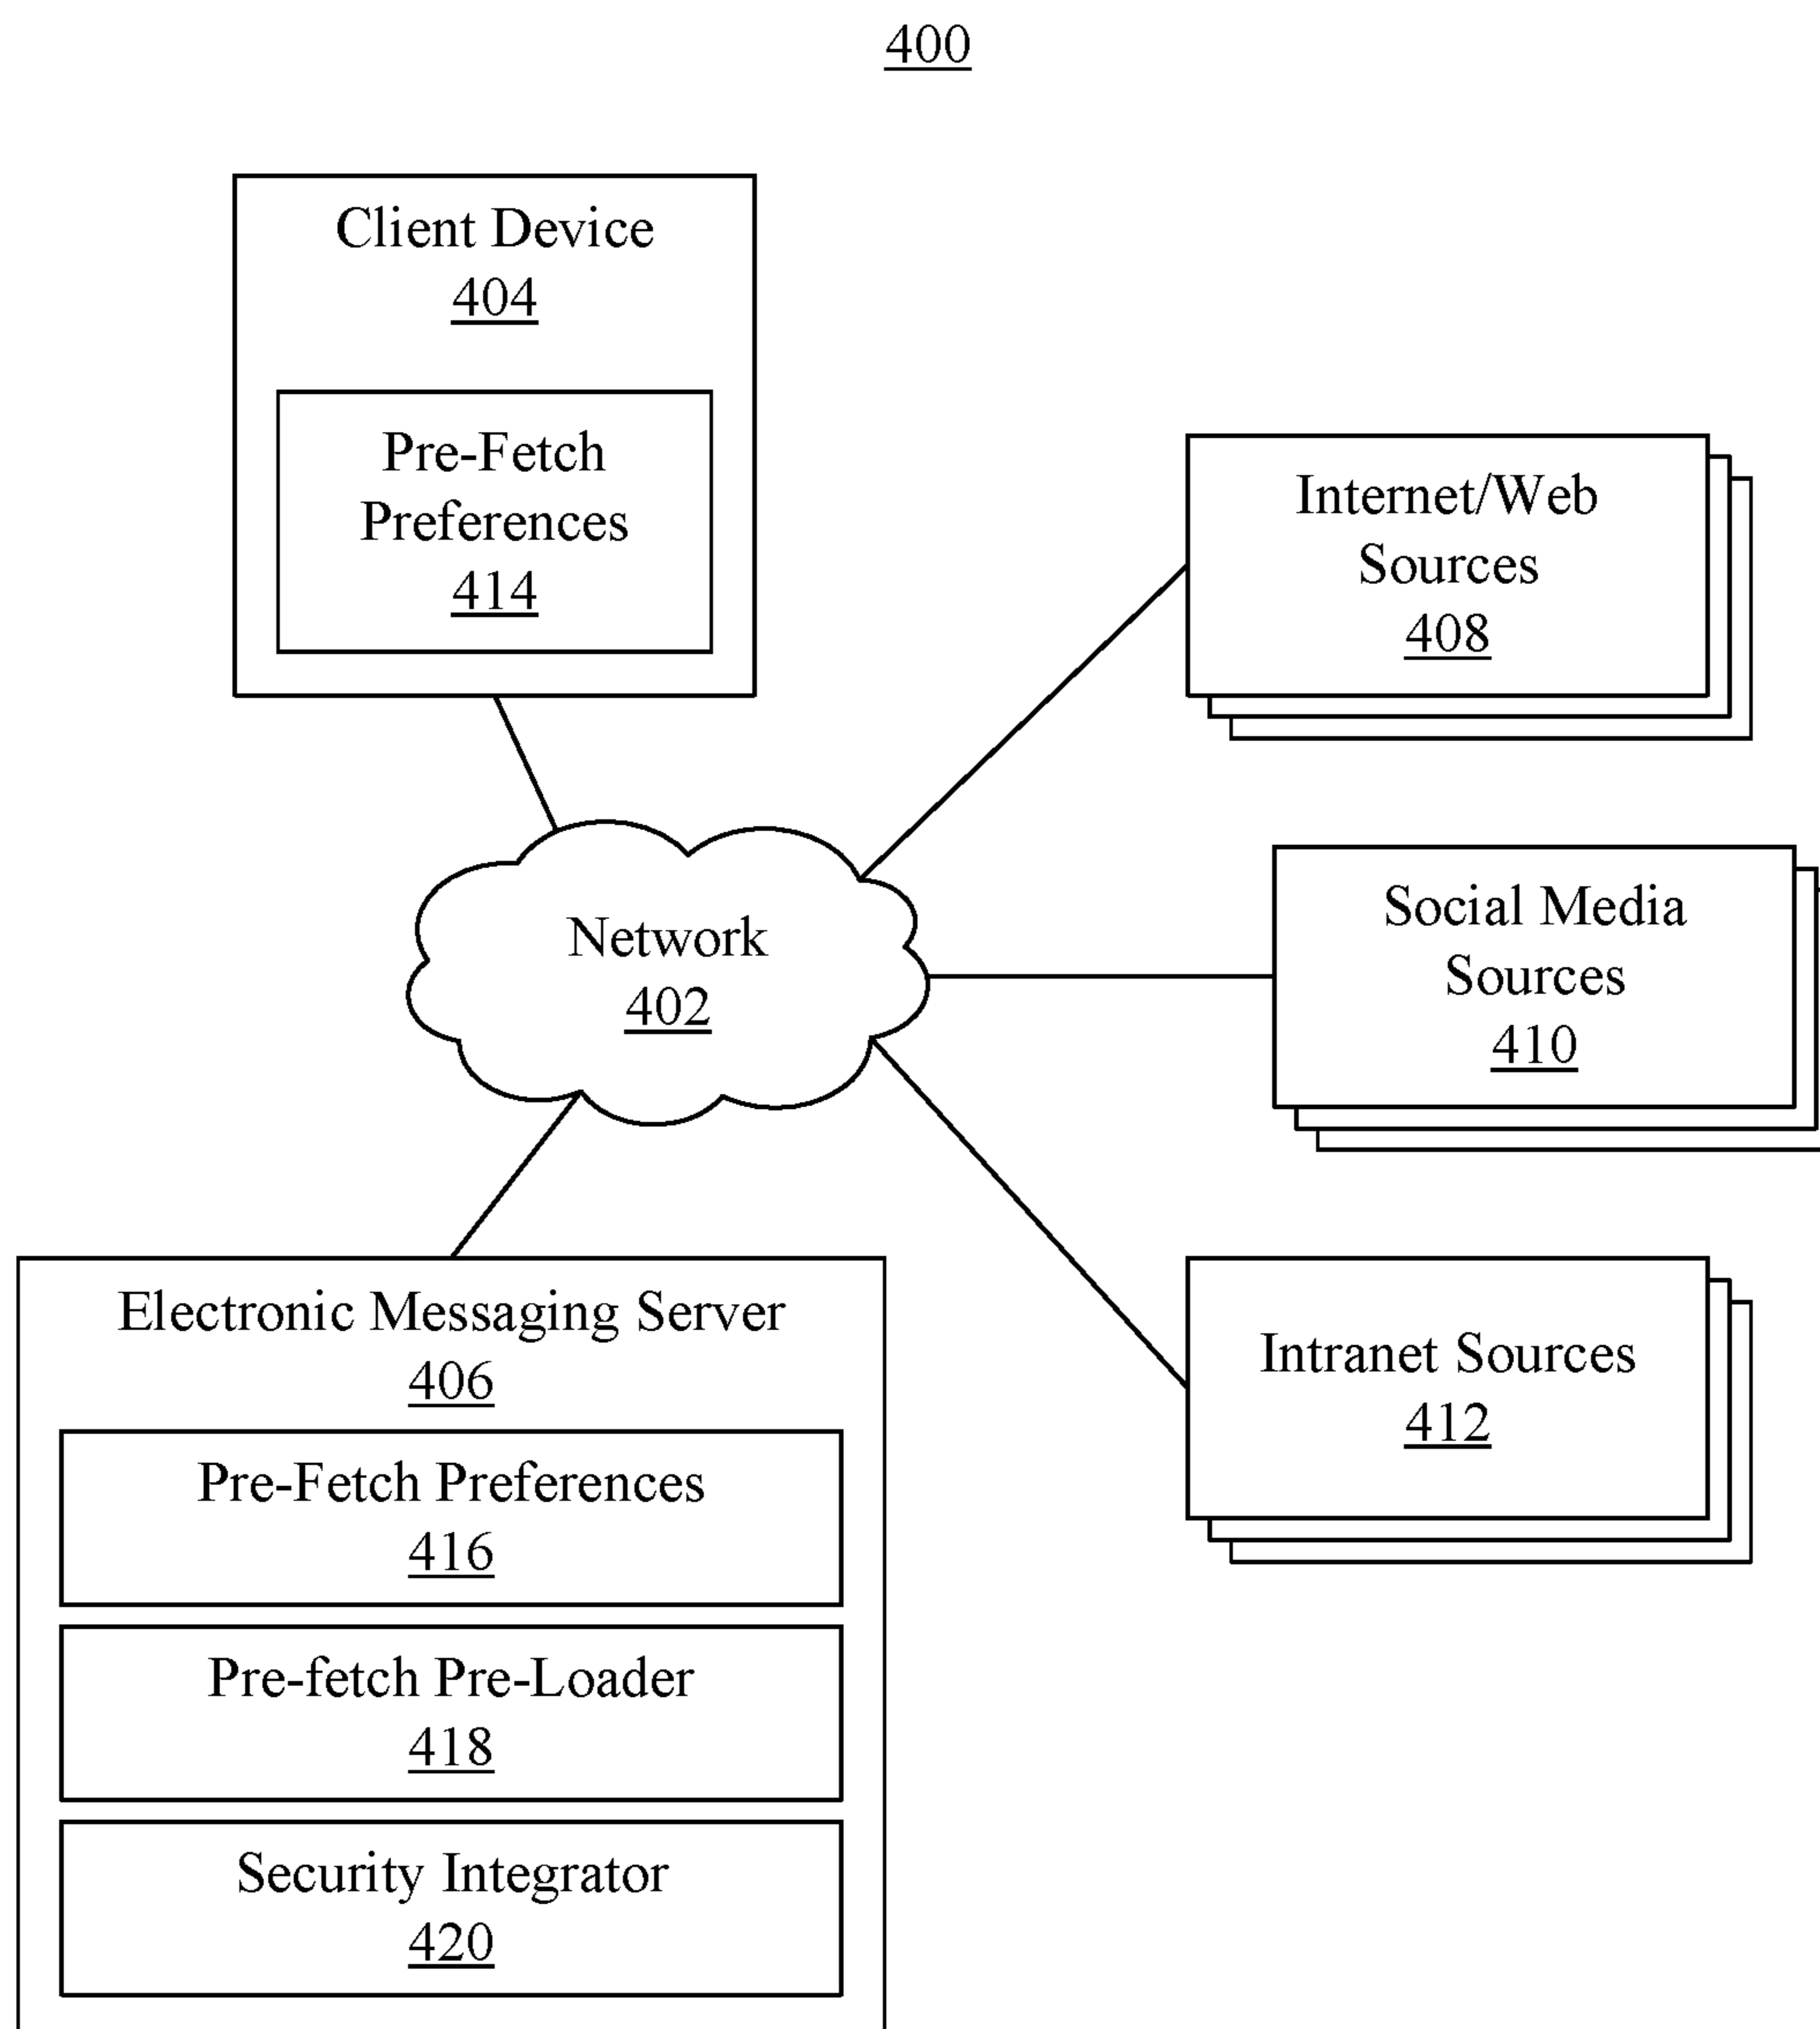 400
Client Device
404
Pre-Fetch
Preferences
414
Internet/Web
Sources
408
Network
402
Social Media
Sources
410
Electronic Messaging Server
406
Pre-Fetch Preferences
416
Pre-fetch Pre-Loader
418
Security Integrator
420
Intranet Sources
412